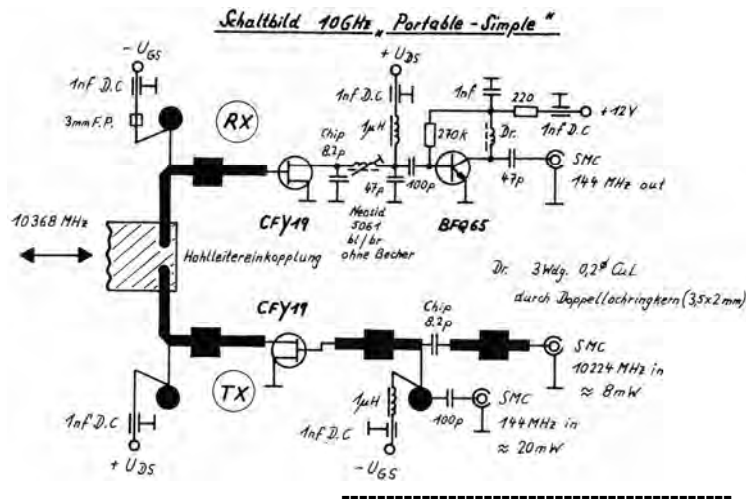 Schaltbild 10GHz „Portable-Simple"
- UGS
1nF D.C
3mm F.P.
RX
+ UDS
1nF D.C
1µH
Chip
8.2p
47p
Neosid
5061
bl/br
ohne Becher
100p
270k
1nF
220
+12V
1nF D.C
Dr.
47p
SMC
144 MHz out
CFY19
BFQ65
10368 MHz
Hohlleitereinkopplung
Dr. 3Wdg. 0,2⌀ CuL
durch Doppellochringkern (3,5x2mm)
CFY19
Chip
8.2p
SMC
10224 MHz in
≈ 8mW
TX
1nF D.C
+ UDS
1µH
1nF D.C
100p
SMC
144 MHz in
≈ 20mW
- UGS